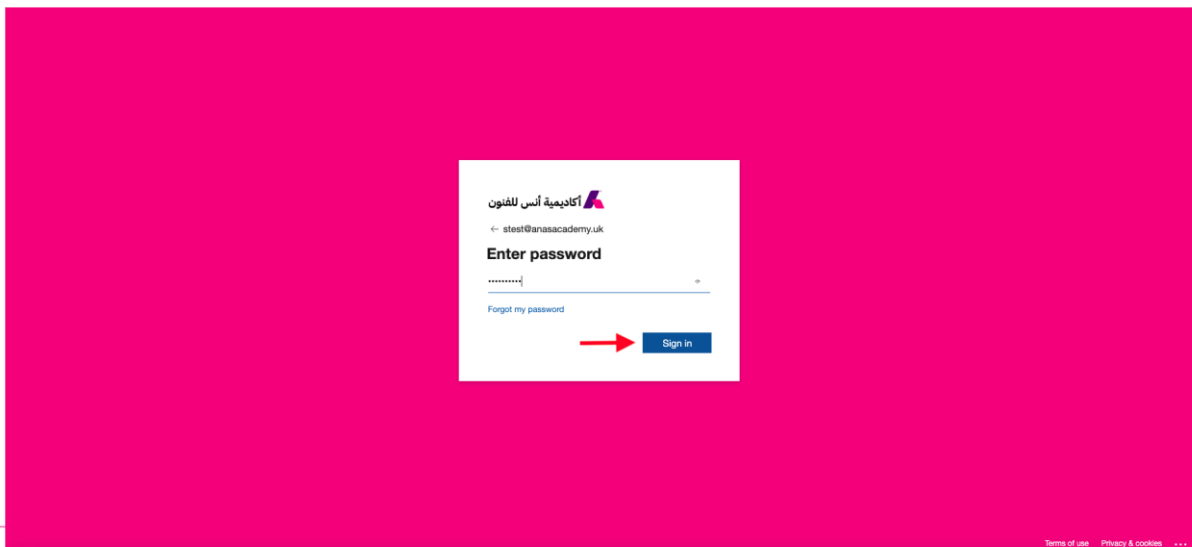 أكاديمية أنس للفنون
← stest@anasacademy.uk
Enter password
••••••••••
Forgot my password
Sign in
Terms of use Privacy & cookies ...